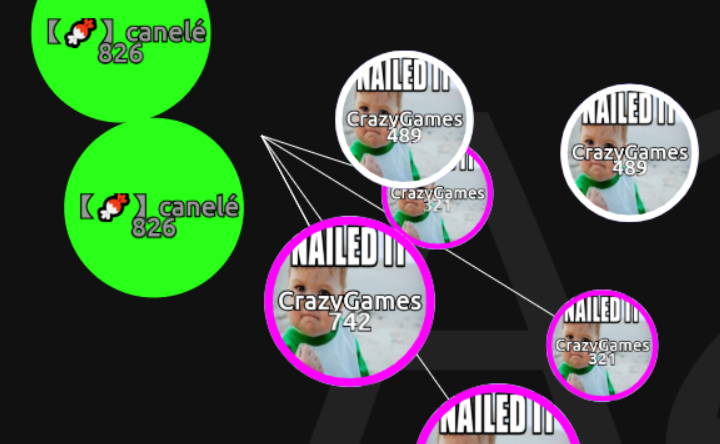 【🍬】canelé
826
NAILED IT
CrazyGames
489
NAILED IT
CrazyGames
489
【🍬】canelé
826
CrazyGames
321
NAILED IT
CrazyGames
742
NAILED IT
CrazyGames
321
NAILED IT